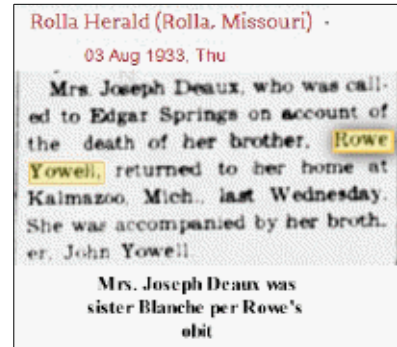 Rolla Herald (Rolla, Missouri) -
03 Aug 1933, Thu
Mrs. Joseph Deaux, who was call-
ed to Edgar Springs on account of
the death of her brother, Rowe
Yowell, returned to her home at
Kalmazoo, Mich., last Wednesday.
She was accompanied by her broth-
er, John Yowell
Mrs. Joseph Deaux was
sister Blanche per Rowe's
obit